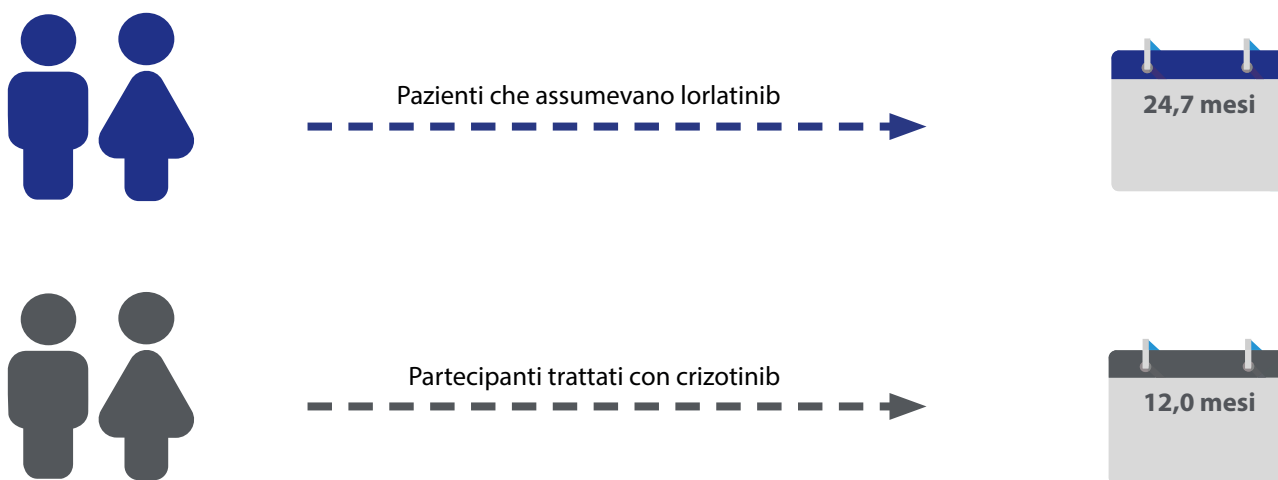 Pazienti che assumevano lorlatinib
24,7 mesi
Partecipanti trattati con crizotinib
12,0 mesi